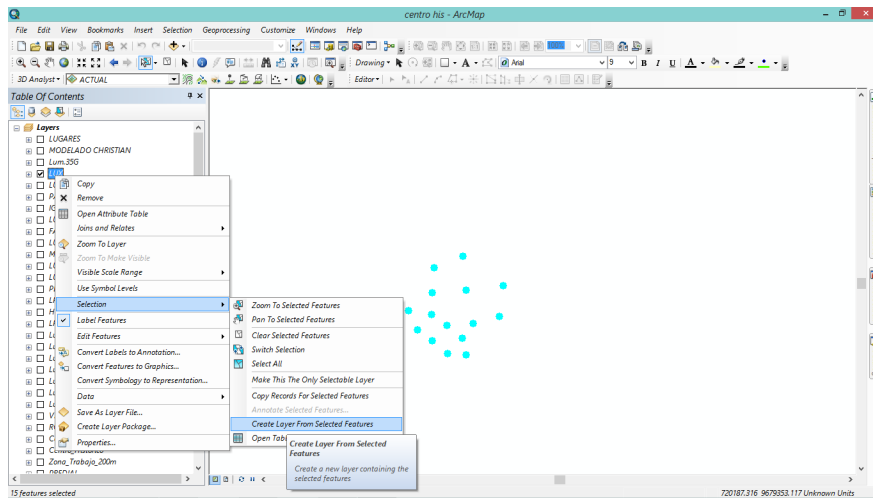 centro his - ArcMap
File Edit View Bookmarks Insert Selection Geoprocessing Customize Windows Help
Drawing A Arial 9 B I U A
3D Analyst ACTUAL Editor
Table Of Contents
Layers
LUGARES
MODELADO CHRISTIAN
Lum.35G
LUX
Copy
Remove
Open Attribute Table
Joins and Relates
Zoom To Layer
Zoom To Make Visible
Visible Scale Range
Use Symbol Levels
Selection
Label Features
Edit Features
Convert Labels to Annotation...
Convert Features to Graphics...
Convert Symbology to Representation...
Data
Save As Layer File...
Create Layer Package...
Properties...
Zoom To Selected Features
Pan To Selected Features
Clear Selected Features
Switch Selection
Select All
Make This The Only Selectable Layer
Copy Records For Selected Features
Annotate Selected Features...
Create Layer From Selected Features
Open Tab
Create Layer From Selected
Features
Create a new layer containing the
selected features
Zona_Trabajo_200m
15 features selected
720187.316 9679353.117 Unknown Units